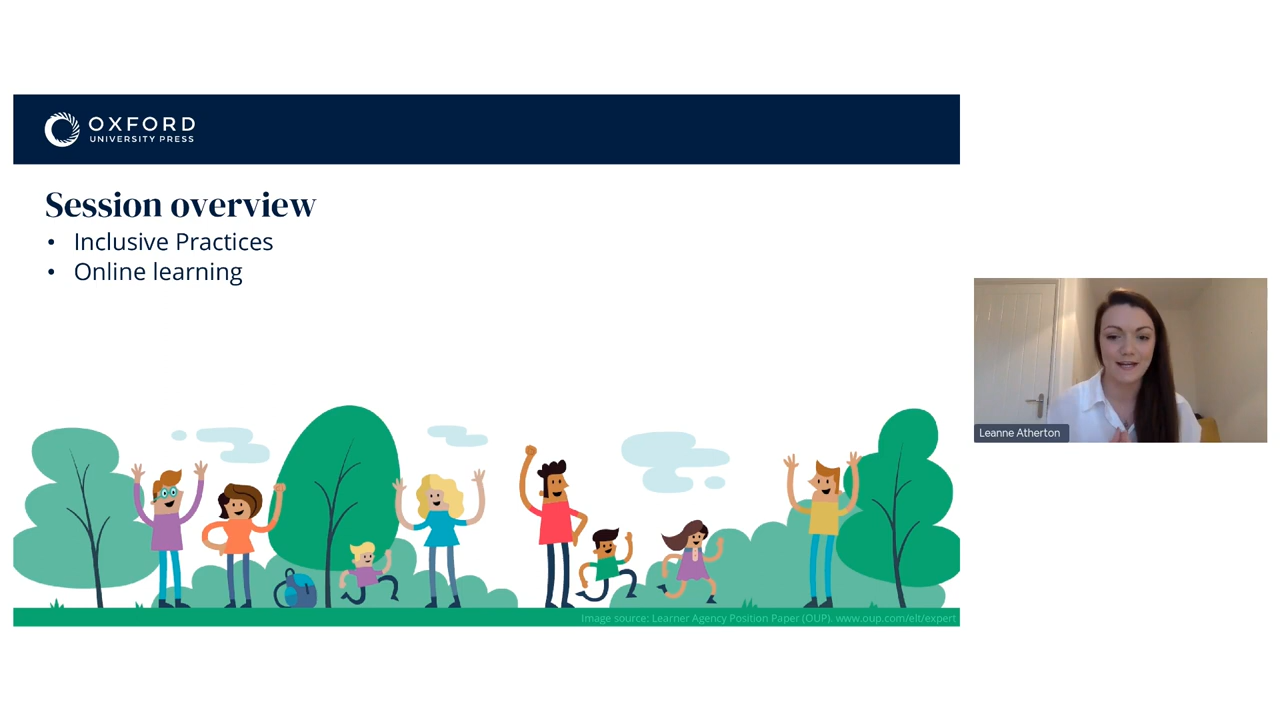 OXFORD
UNIVERSITY PRESS
Session overview
• Inclusive Practices
• Online learning
Image source: Learner Agency Position Paper (OUP). www.oup.com/elt/expert
Leanne Atherton